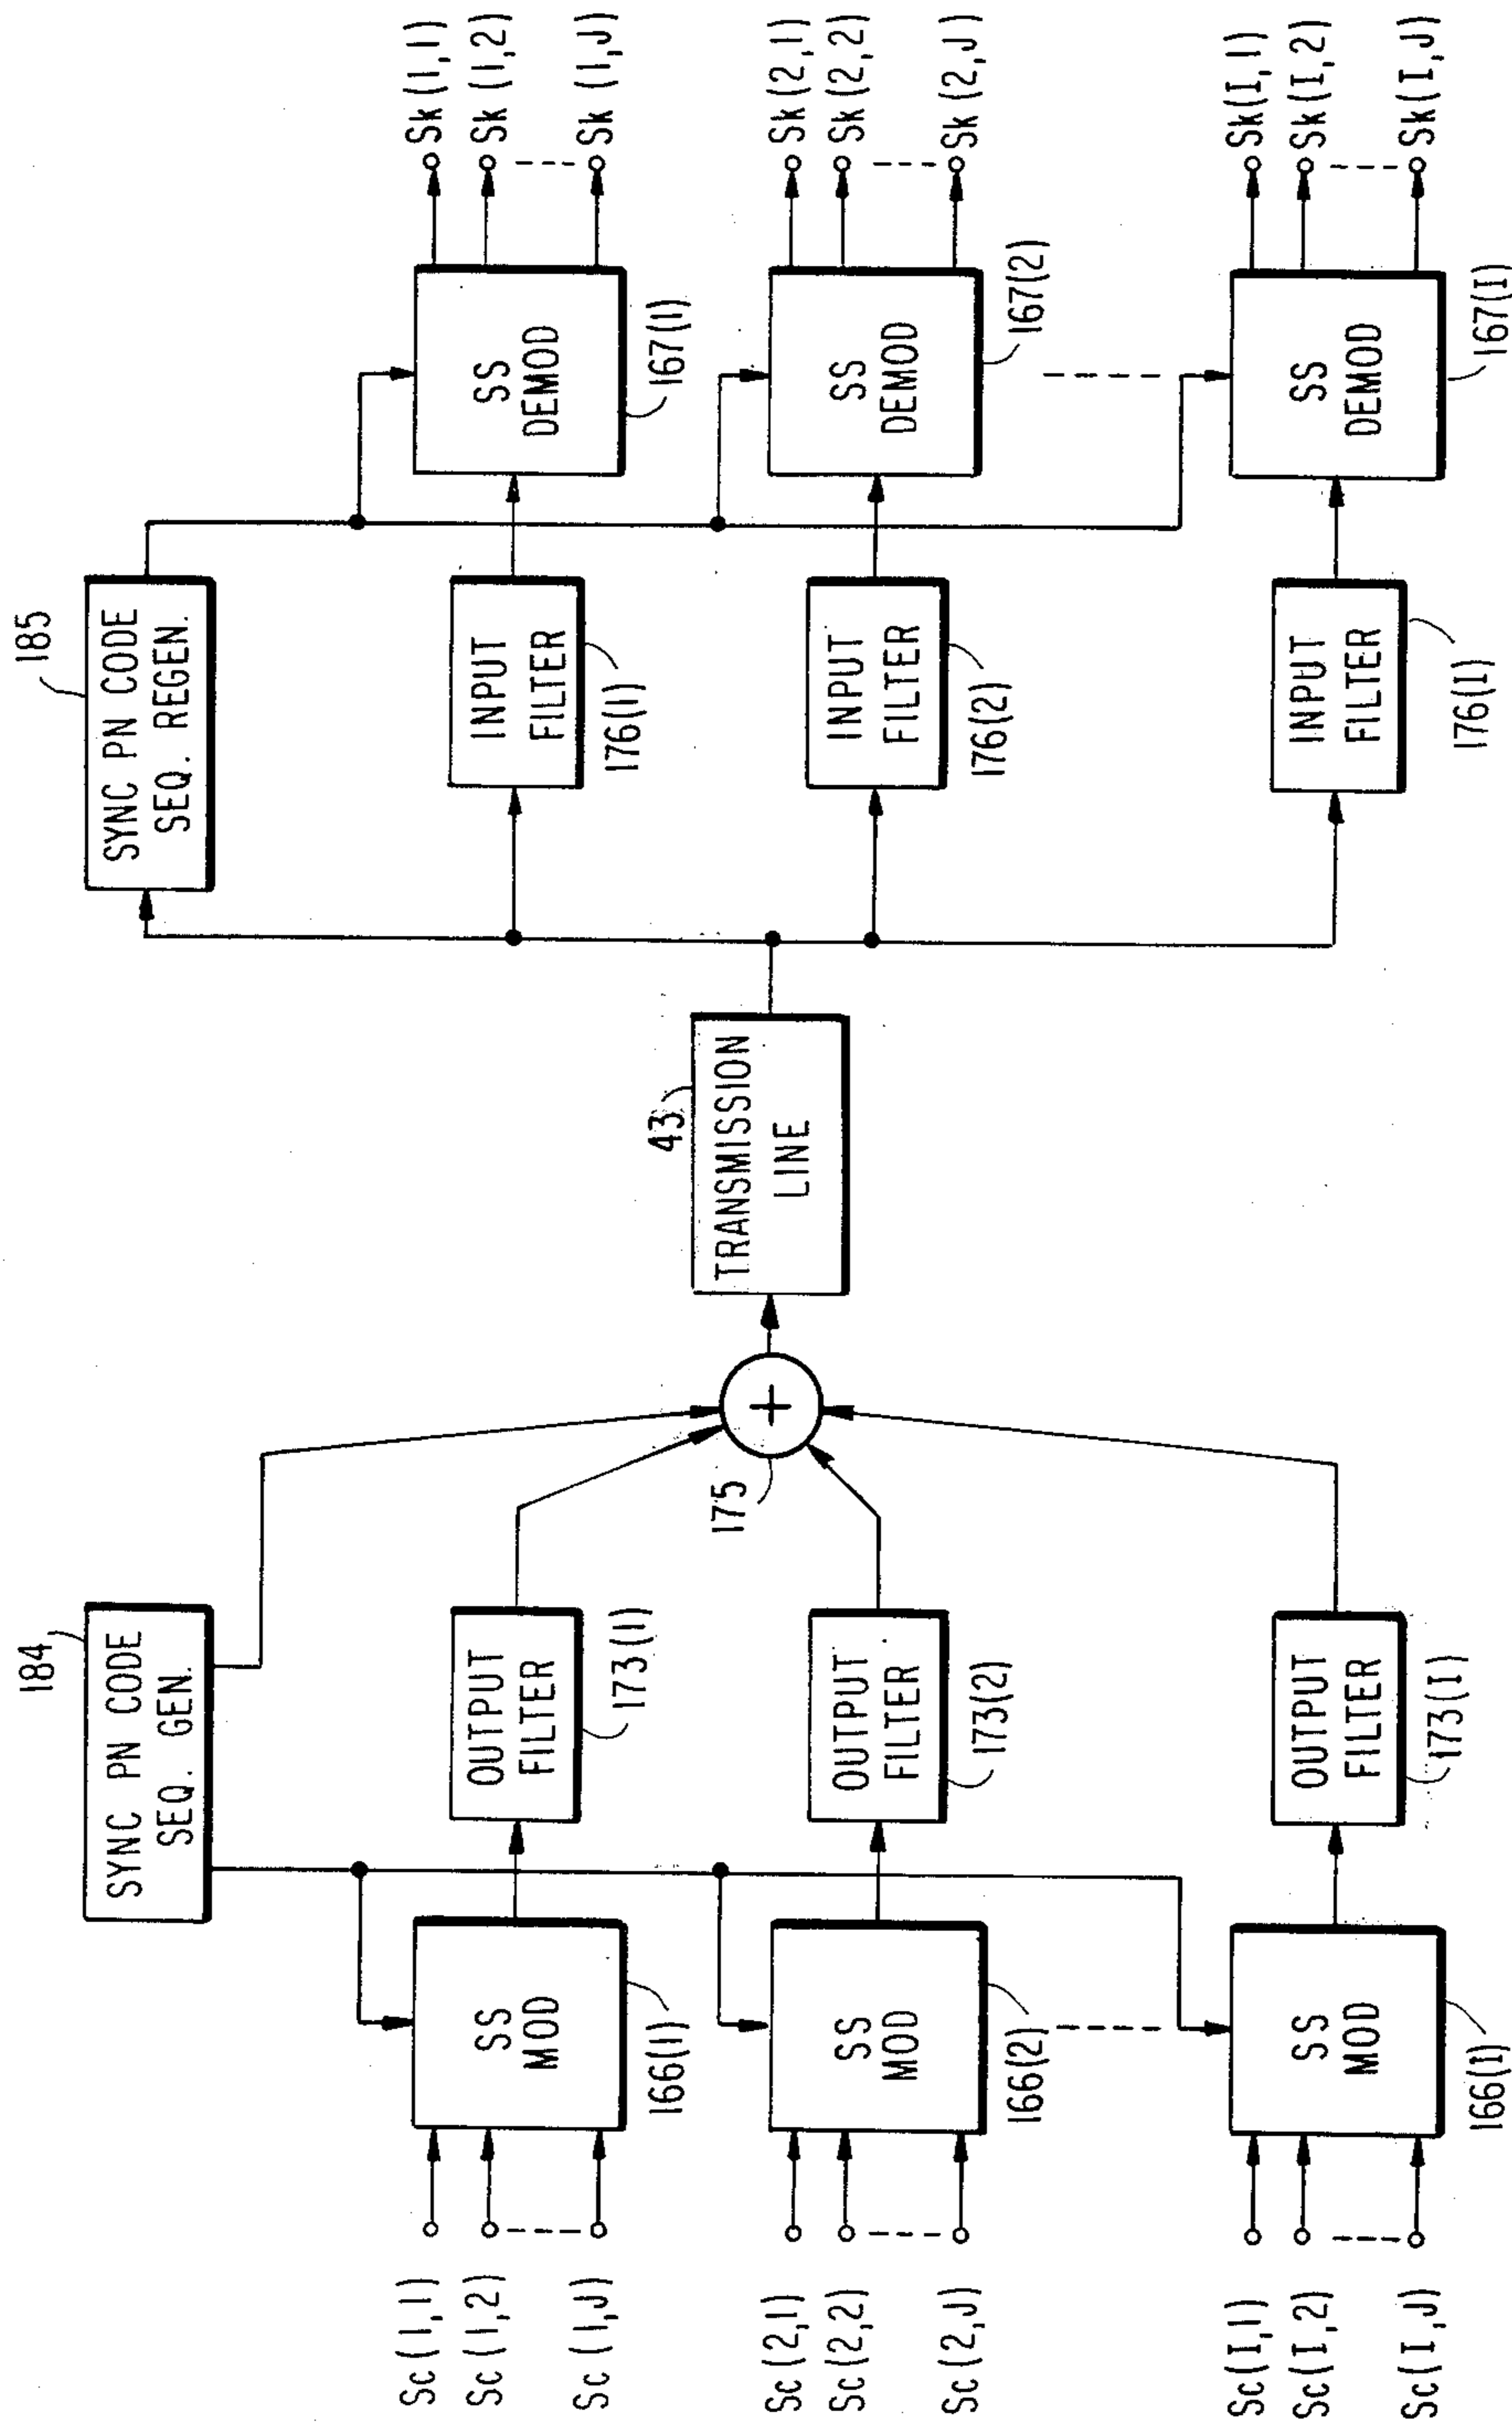 184
SYNC PN CODE
SEQ. GEN.
185
SYNC PN CODE
SEQ. REGEN.
Sc(1,1)
Sc(1,2)
Sc(1,J)
SS
MOD
166(1)
OUTPUT
FILTER
173(1)
INPUT
FILTER
176(1)
SS
DEMOD
167(1)
Sk(1,1)
Sk(1,2)
Sk(1,J)
Sc(2,1)
Sc(2,2)
Sc(2,J)
SS
MOD
166(2)
OUTPUT
FILTER
173(2)
175
+
43
TRANSMISSION
LINE
INPUT
FILTER
176(2)
SS
DEMOD
167(2)
Sk(2,1)
Sk(2,2)
Sk(2,J)
Sc(I,1)
Sc(I,2)
Sc(I,J)
SS
MOD
166(I)
OUTPUT
FILTER
173(I)
INPUT
FILTER
176(I)
SS
DEMOD
167(I)
Sk(I,1)
Sk(I,2)
Sk(I,J)